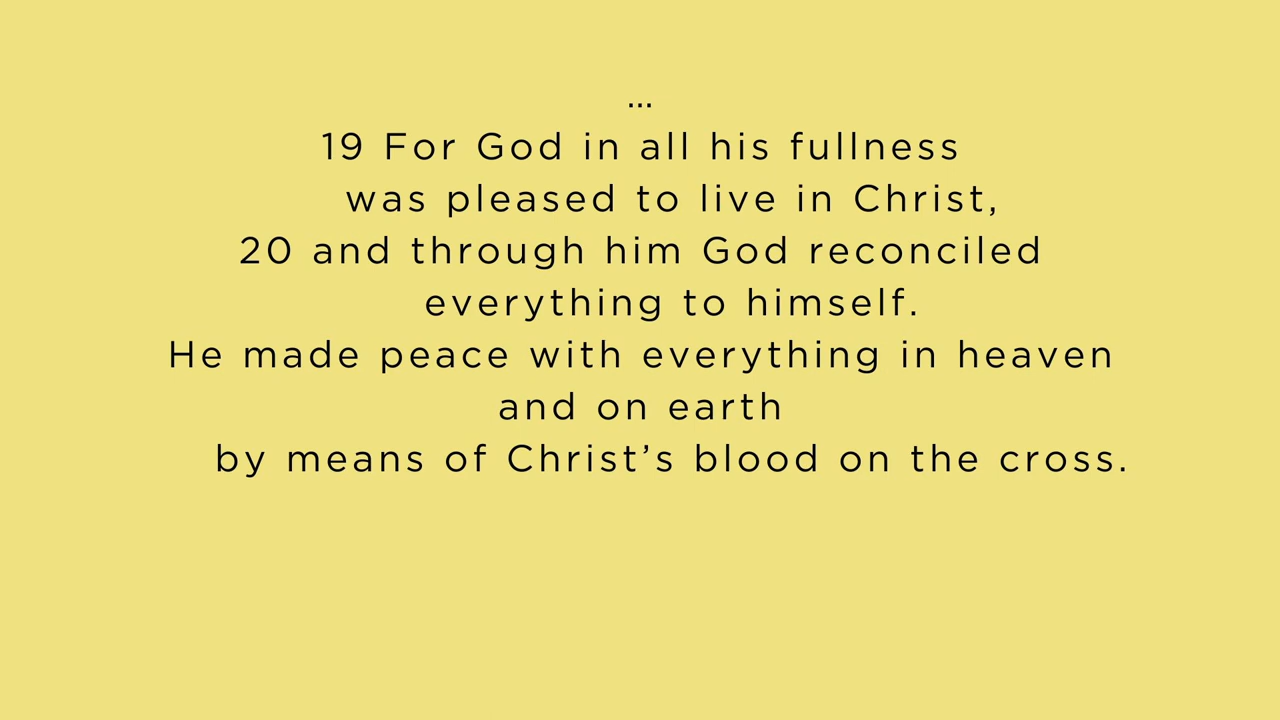 ...
19 For God in all his fullness
was pleased to live in Christ,
20 and through him God reconciled
everything to himself.
He made peace with everything in heaven
and on earth
by means of Christ’s blood on the cross.